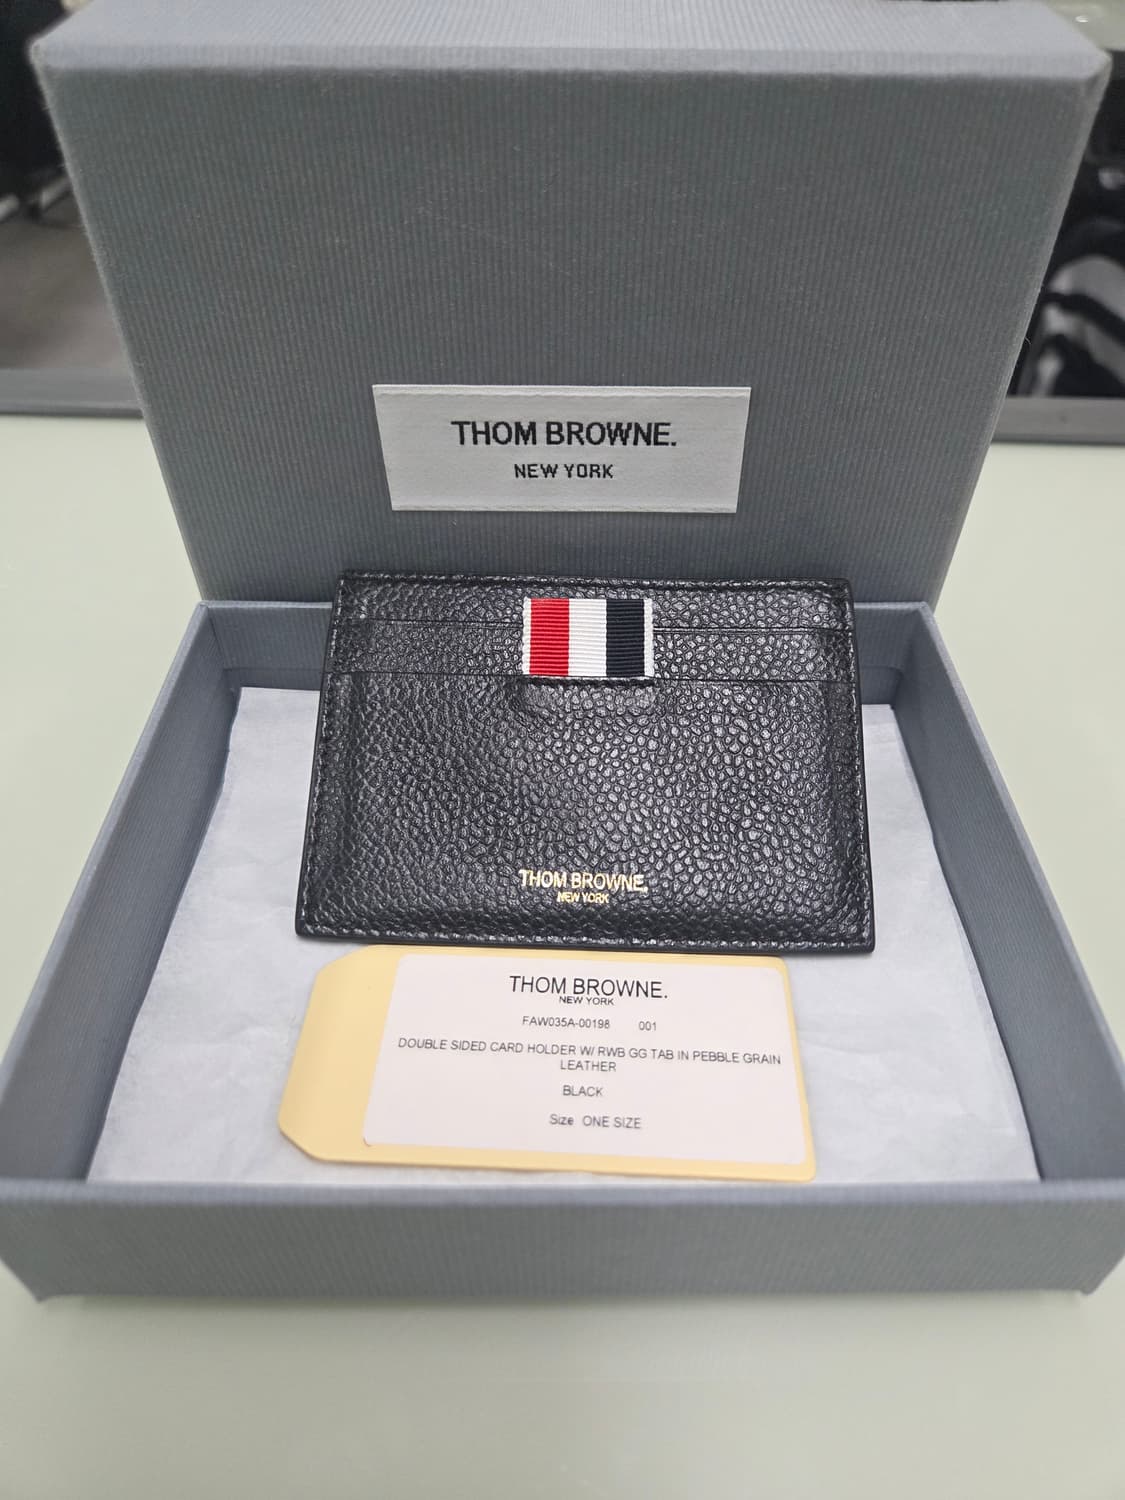 THOM BROWNE.
NEW YORK
THOM BROWNE.
NEW YORK
THOM BROWNE.
NEW YORK
FAW035A-00198 001
DOUBLE SIDED CARD HOLDER W/ RWB GG TAB IN PEBBLE GRAIN
LEATHER
BLACK
Size ONE SIZE